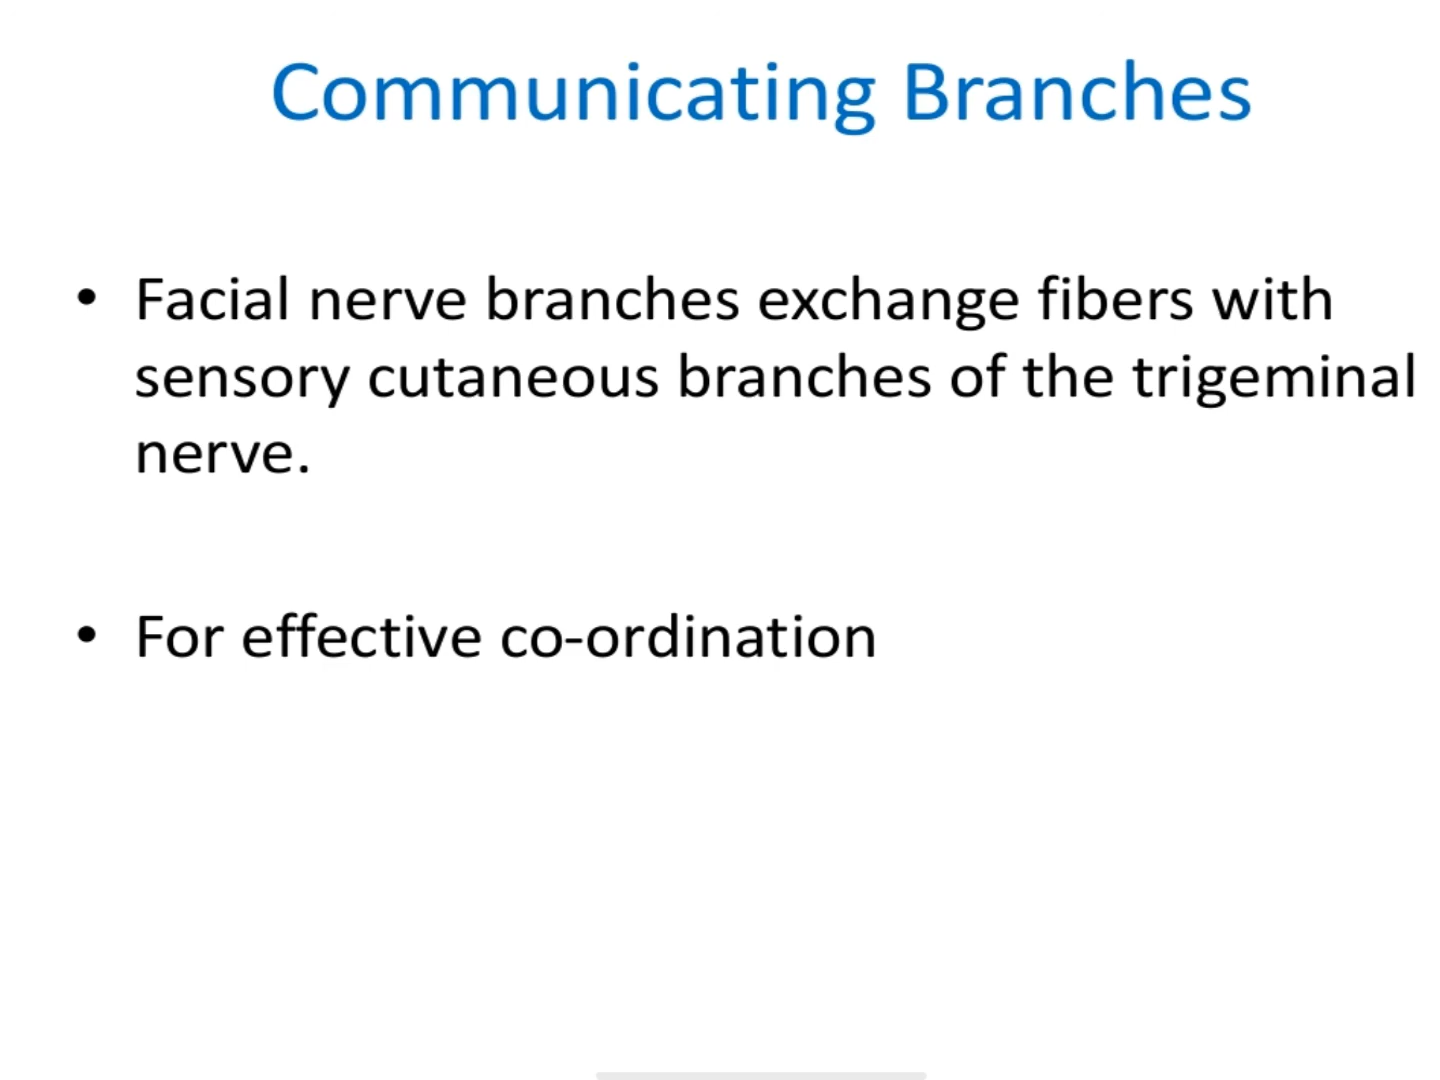 Communicating Branches
• Facial nerve branches exchange fibers with
sensory cutaneous branches of the trigeminal
nerve.
• For effective co-ordination